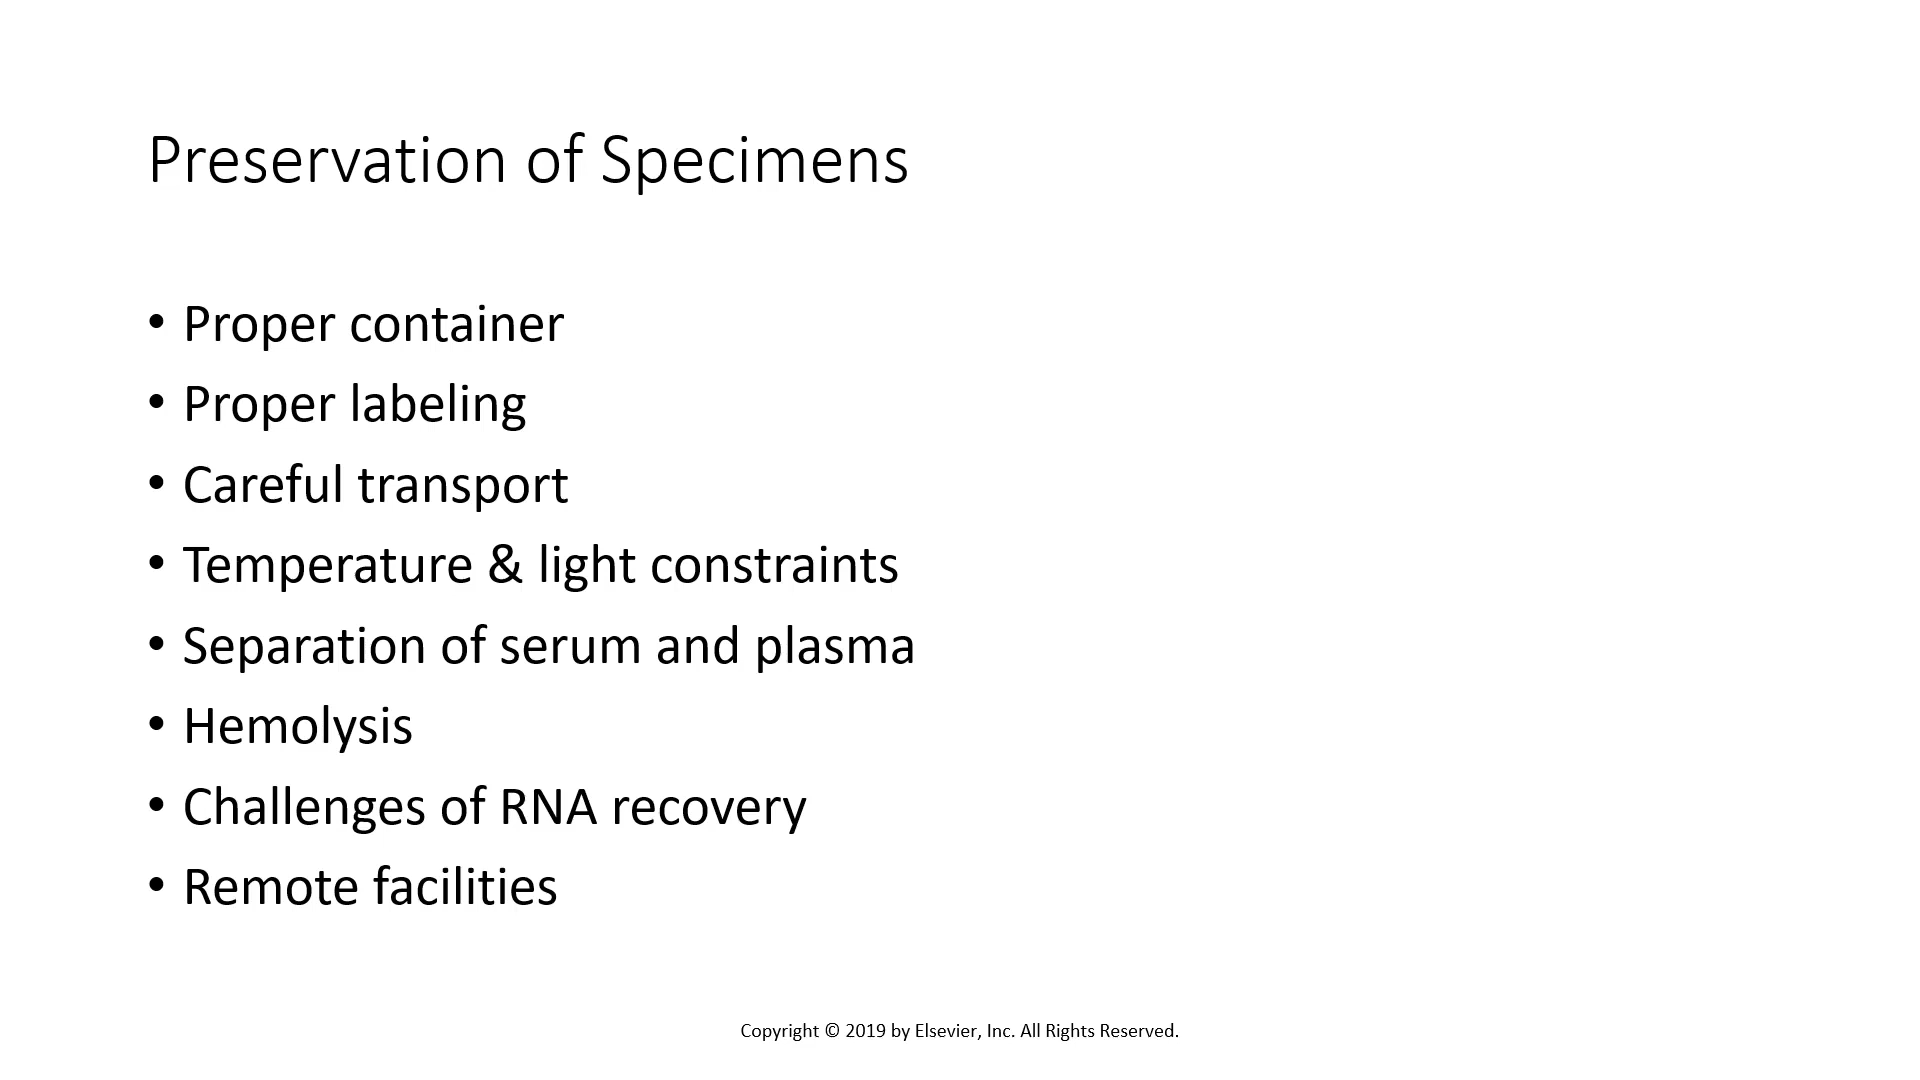 Preservation of Specimens
• Proper container
• Proper labeling
• Careful transport
• Temperature & light constraints
• Separation of serum and plasma
• Hemolysis
• Challenges of RNA recovery
• Remote facilities
Copyright © 2019 by Elsevier, Inc. All Rights Reserved.